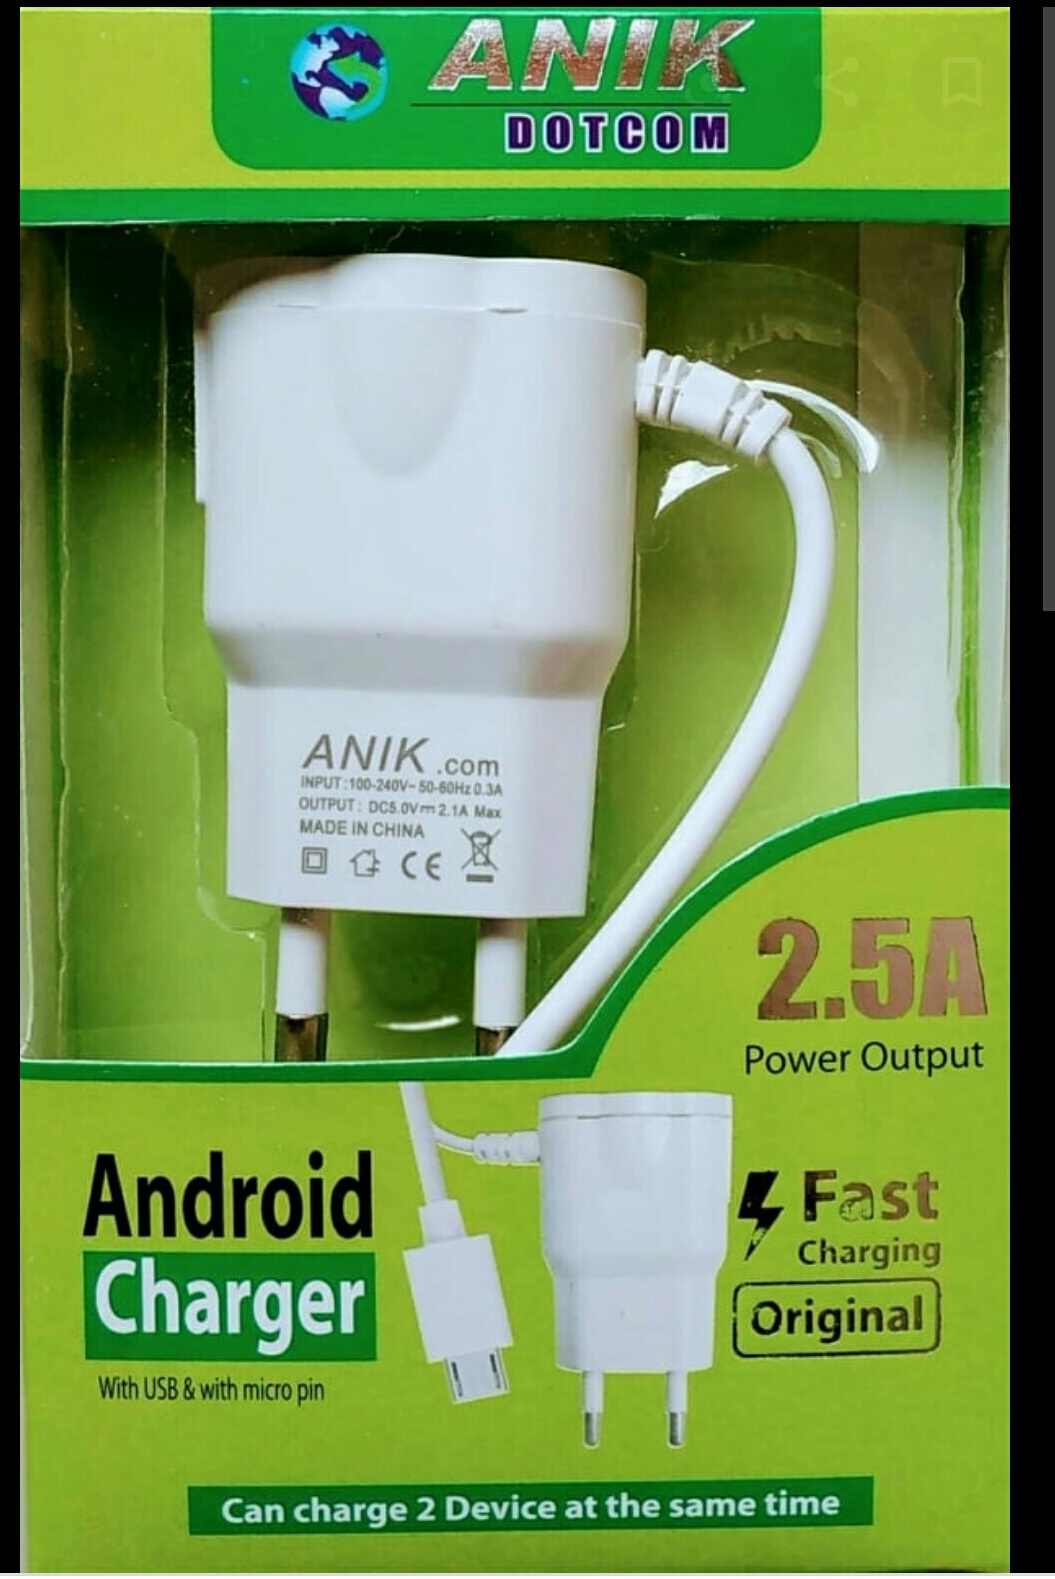 ANIK
DOTCOM
ANIK .com
INPUT :100-240V~ 50-60Hz 0.3A
OUTPUT : DC5.0V⎓2.1A Max
MADE IN CHINA
CE
2.5A
Power Output
Android
Charger
With USB & with micro pin
Fast
Charging
Original
Can charge 2 Device at the same time